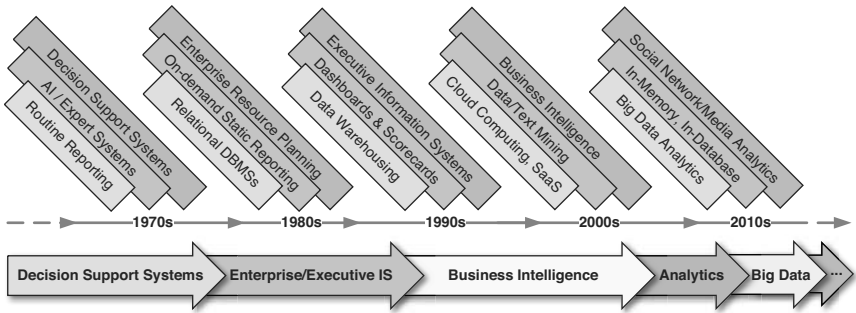 Decision Support Systems
AI / Expert Systems
Routine Reporting
Enterprise Resource Planning
On-demand Static Reporting
Relational DBMSs
Executive Information Systems
Dashboards & Scorecards
Data Warehousing
Business Intelligence
Data/Text Mining
Cloud Computing, SaaS
Social Network/Media Analytics
In-Memory, In-Database
Big Data Analytics
1970s
1980s
1990s
2000s
2010s
Decision Support Systems
Enterprise/Executive IS
Business Intelligence
Analytics
Big Data
...